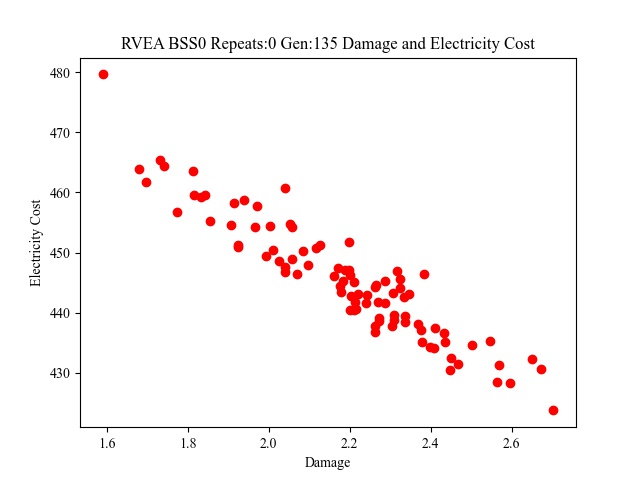 RVEA BSS0 Repeats:0 Gen:135 Damage and Electricity Cost
480
470
460
450
440
430
Electricity Cost
1.6 1.8 2.0 2.2 2.4 2.6
Damage